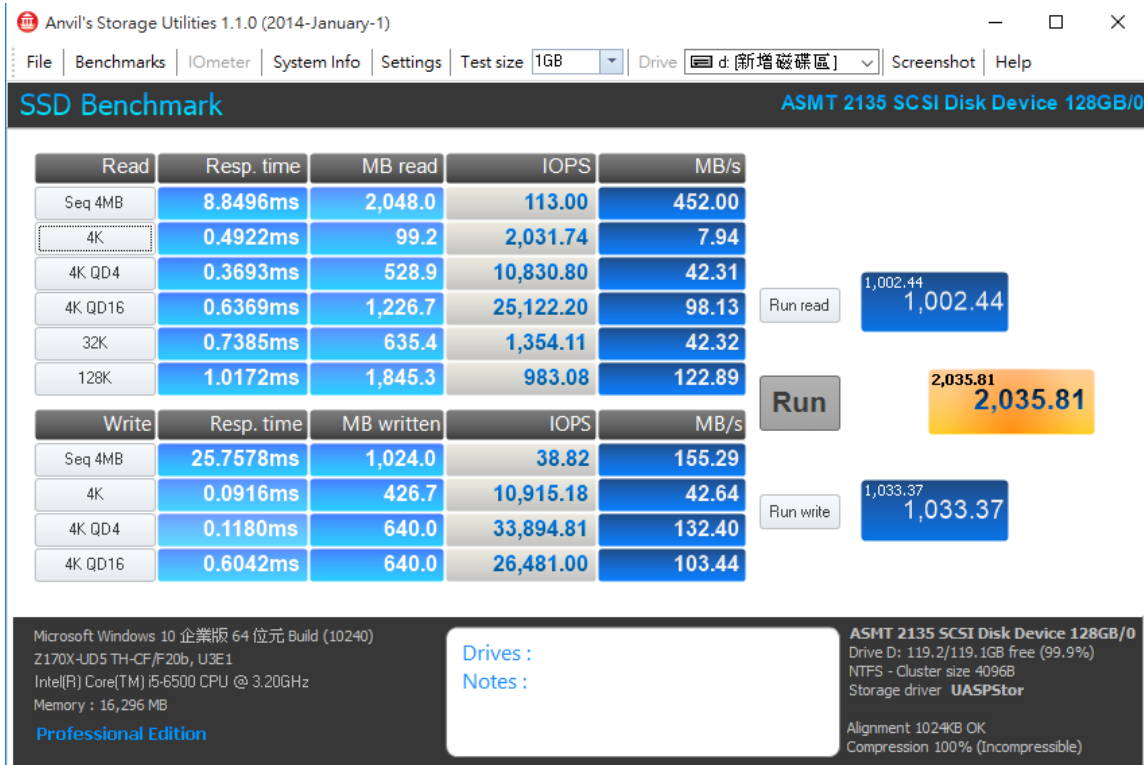 Anvil's Storage Utilities 1.1.0 (2014-January-1)
File Benchmarks IOmeter System Info Settings Test size 1GB Drive d: [新增磁碟區] Screenshot Help
SSD Benchmark ASMT 2135 SCSI Disk Device 128GB/0
Read Resp. time MB read IOPS MB/s
Seq 4MB 8.8496ms 2,048.0 113.00 452.00
4K 0.4922ms 99.2 2,031.74 7.94
4K QD4 0.3693ms 528.9 10,830.80 42.31
4K QD16 0.6369ms 1,226.7 25,122.20 98.13
32K 0.7385ms 635.4 1,354.11 42.32
128K 1.0172ms 1,845.3 983.08 122.89
Run read 1,002.44 1,002.44
Run 2,035.81 2,035.81
Write Resp. time MB written IOPS MB/s
Seq 4MB 25.7578ms 1,024.0 38.82 155.29
4K 0.0916ms 426.7 10,915.18 42.64
4K QD4 0.1180ms 640.0 33,894.81 132.40
4K QD16 0.6042ms 640.0 26,481.00 103.44
Run write 1,033.37 1,033.37
Microsoft Windows 10 企業版 64 位元 Build (10240)
Z170X-UD5 TH-CF/F20b, U3E1
Intel(R) Core(TM) i5-6500 CPU @ 3.20GHz
Memory : 16,296 MB
Professional Edition
Drives :
Notes :
ASMT 2135 SCSI Disk Device 128GB/0
Drive D: 119.2/119.1GB free (99.9%)
NTFS - Cluster size 4096B
Storage driver UASPStor
Alignment 1024KB OK
Compression 100% (Incompressible)